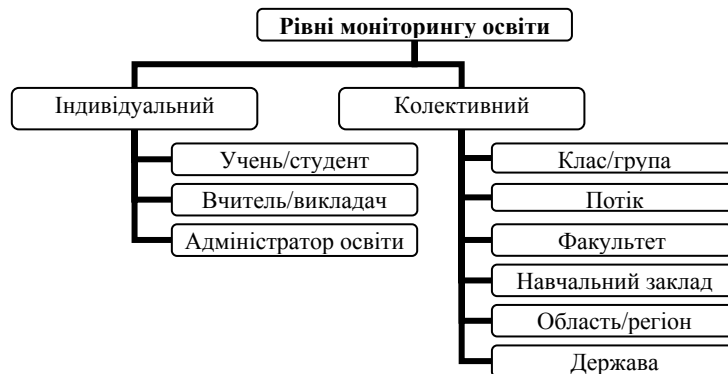 Рівні моніторингу освіти
Індивідуальний
Колективний
Учень/студент
Вчитель/викладач
Адміністратор освіти
Клас/група
Потік
Факультет
Навчальний заклад
Область/регіон
Держава